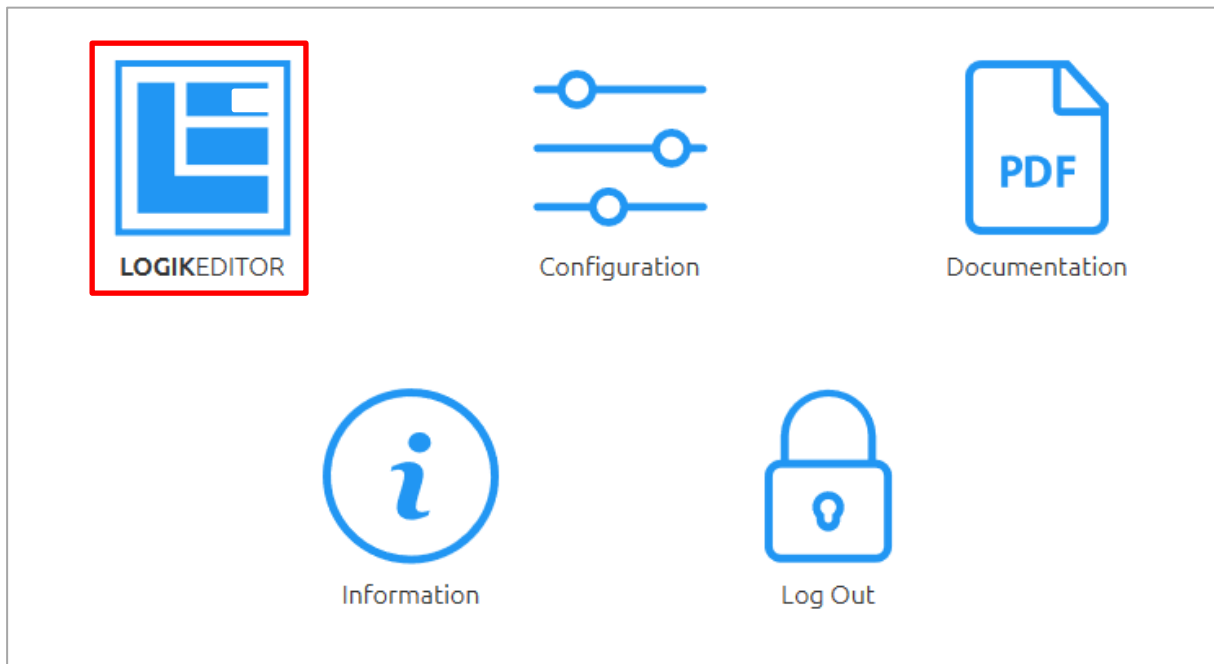 PDF
LOGIKEDITOR
Configuration
Documentation
i
Information
Log Out